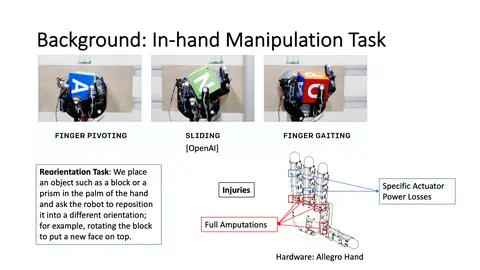 Background: In-hand Manipulation Task
A
N
FINGER PIVOTING
SLIDING
FINGER GAITING
[OpenAI]
Reorientation Task: We place
an object such as a block or a
prism in the palm of the hand
and ask the robot to reposition
it into a different orientation;
for example, rotating the block
to put a new face on top.
Injuries
Specific Actuator
Power Losses
Full Amputations
Hardware: Allegro Hand